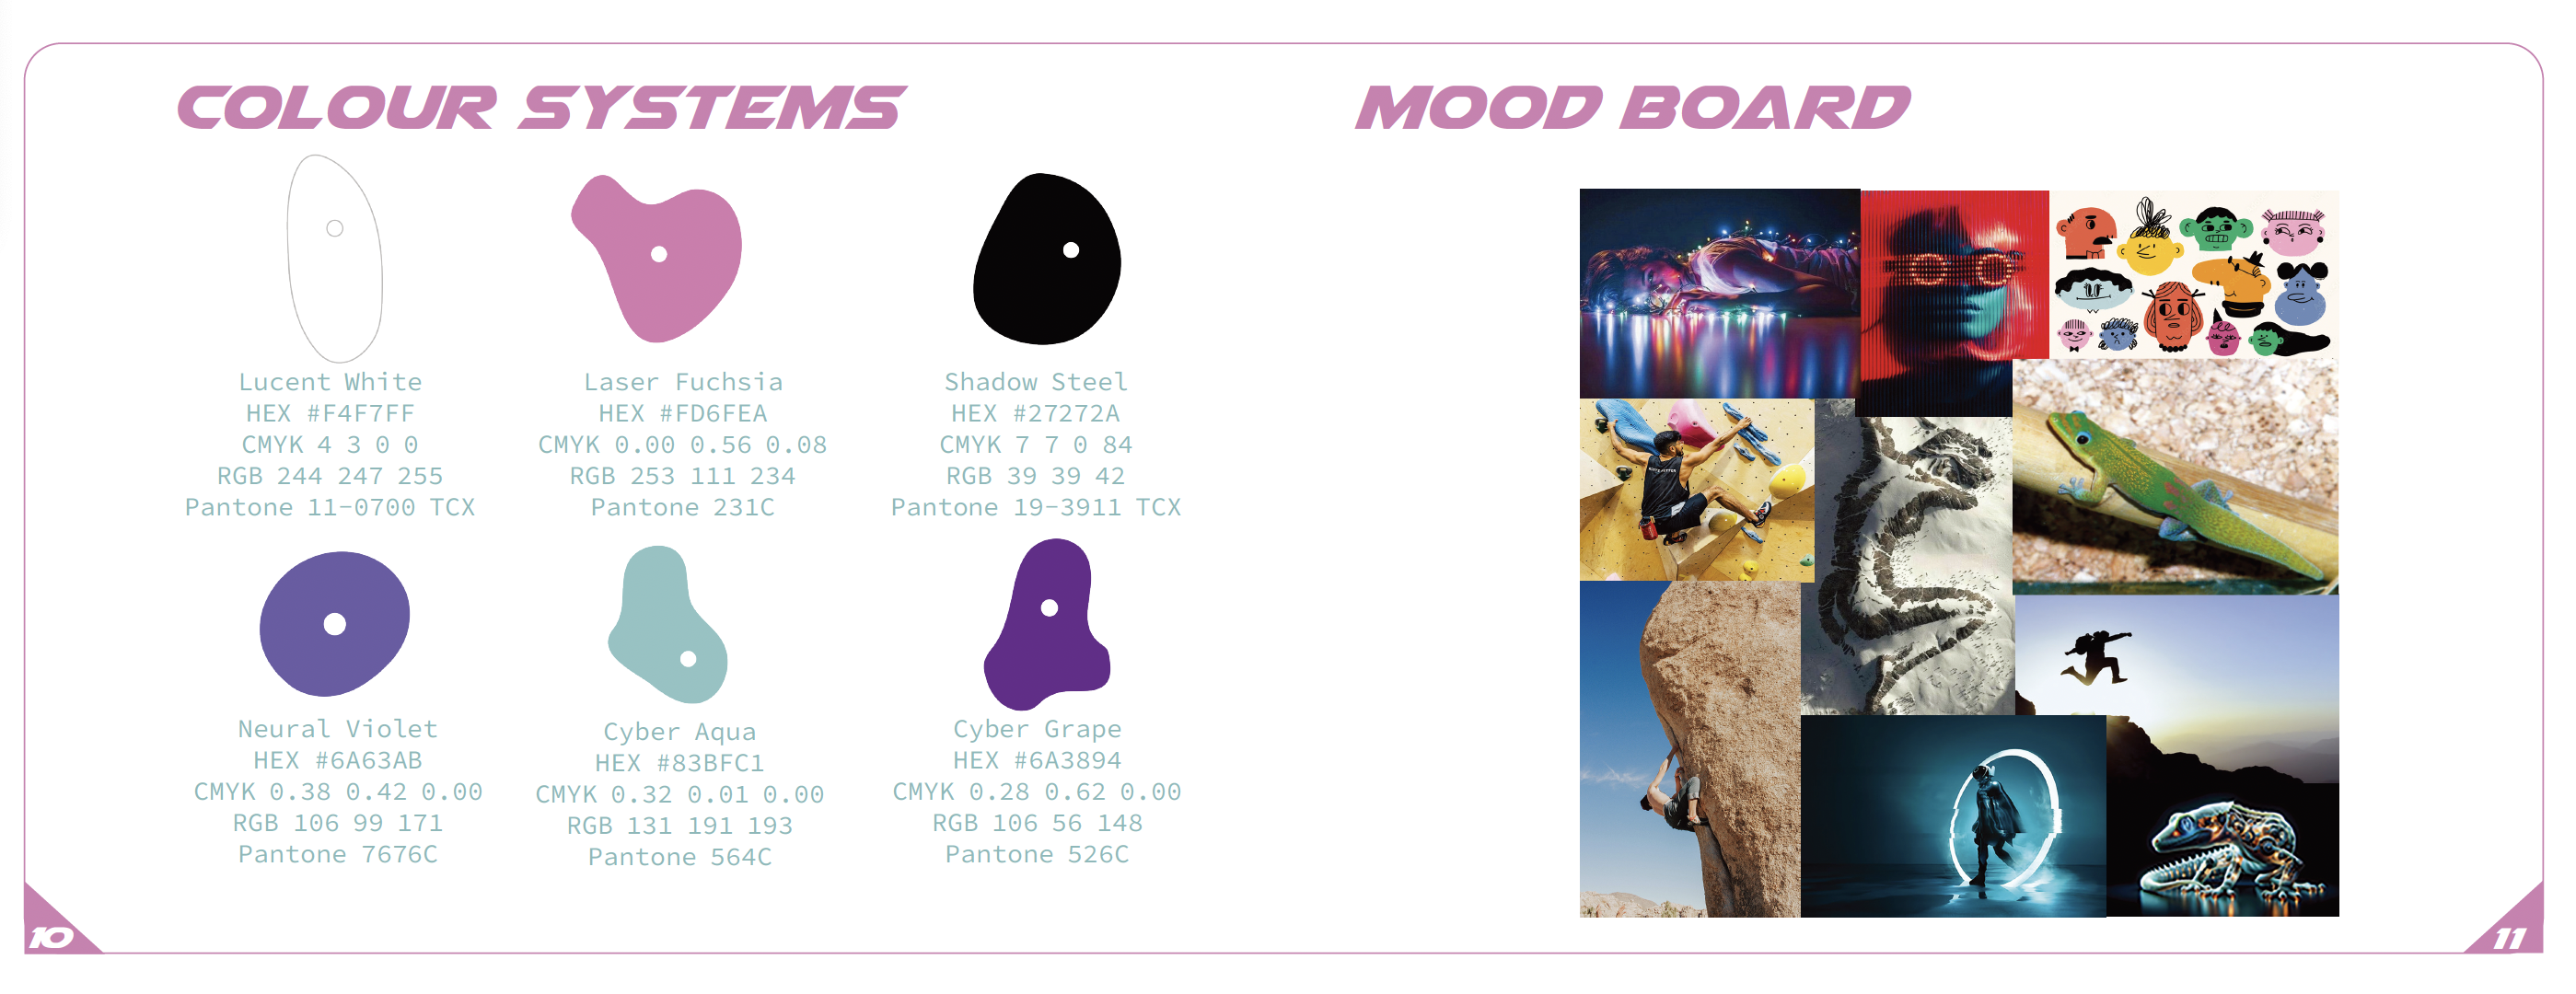 COLOUR SYSTEMS
Lucent White
HEX #F4F7FF
CMYK 4 3 0 0
RGB 244 247 255
Pantone 11-0700 TCX
Laser Fuchsia
HEX #FD6FEA
CMYK 0.00 0.56 0.08
RGB 253 111 234
Pantone 231C
Shadow Steel
HEX #27272A
CMYK 7 7 0 84
RGB 39 39 42
Pantone 19-3911 TCX
Neural Violet
HEX #6A63AB
CMYK 0.38 0.42 0.00
RGB 106 99 171
Pantone 7676C
Cyber Aqua
HEX #83BFC1
CMYK 0.32 0.01 0.00
RGB 131 191 193
Pantone 564C
Cyber Grape
HEX #6A3894
CMYK 0.28 0.62 0.00
RGB 106 56 148
Pantone 526C
10
MOOD BOARD
11